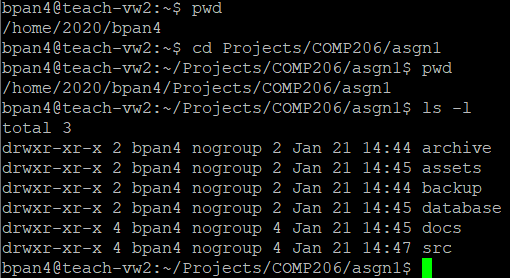 bpan4@teach-vw2:~$ pwd
/home/2020/bpan4
bpan4@teach-vw2:~$ cd Projects/COMP206/asgn1
bpan4@teach-vw2:~/Projects/COMP206/asgn1$ pwd
/home/2020/bpan4/Projects/COMP206/asgn1
bpan4@teach-vw2:~/Projects/COMP206/asgn1$ ls -l
total 3
drwxr-xr-x 2 bpan4 nogroup 2 Jan 21 14:44 archive
drwxr-xr-x 2 bpan4 nogroup 2 Jan 21 14:45 assets
drwxr-xr-x 2 bpan4 nogroup 2 Jan 21 14:44 backup
drwxr-xr-x 2 bpan4 nogroup 2 Jan 21 14:45 database
drwxr-xr-x 4 bpan4 nogroup 4 Jan 21 14:45 docs
drwxr-xr-x 4 bpan4 nogroup 4 Jan 21 14:47 src
bpan4@teach-vw2:~/Projects/COMP206/asgn1$